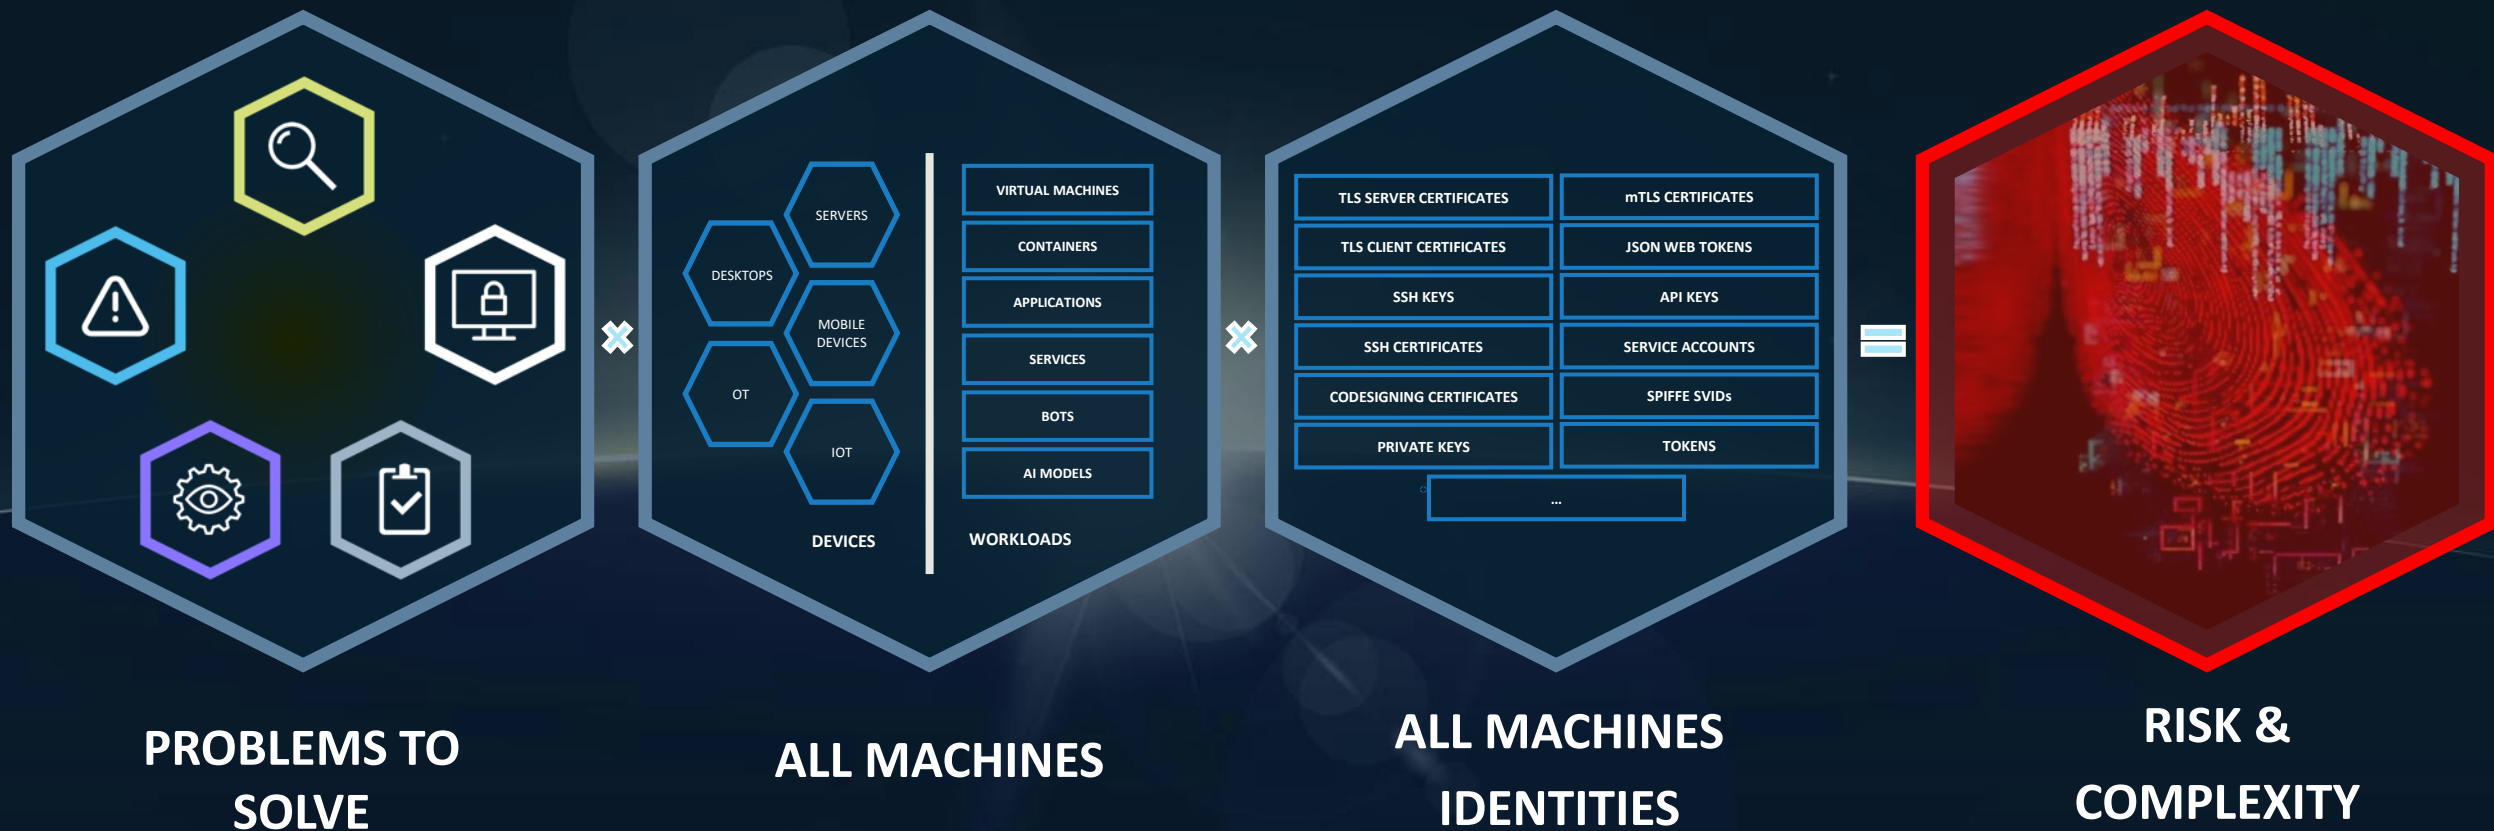 SERVERS
DESKTOPS
MOBILE
DEVICES
OT
IOT
DEVICES
VIRTUAL MACHINES
CONTAINERS
APPLICATIONS
SERVICES
BOTS
AI MODELS
WORKLOADS
TLS SERVER CERTIFICATES
mTLS CERTIFICATES
TLS CLIENT CERTIFICATES
JSON WEB TOKENS
SSH KEYS
API KEYS
SSH CERTIFICATES
SERVICE ACCOUNTS
CODESIGNING CERTIFICATES
SPIFFE SVIDs
PRIVATE KEYS
TOKENS
...
PROBLEMS TO
SOLVE
ALL MACHINES
ALL MACHINES
IDENTITIES
RISK &
COMPLEXITY